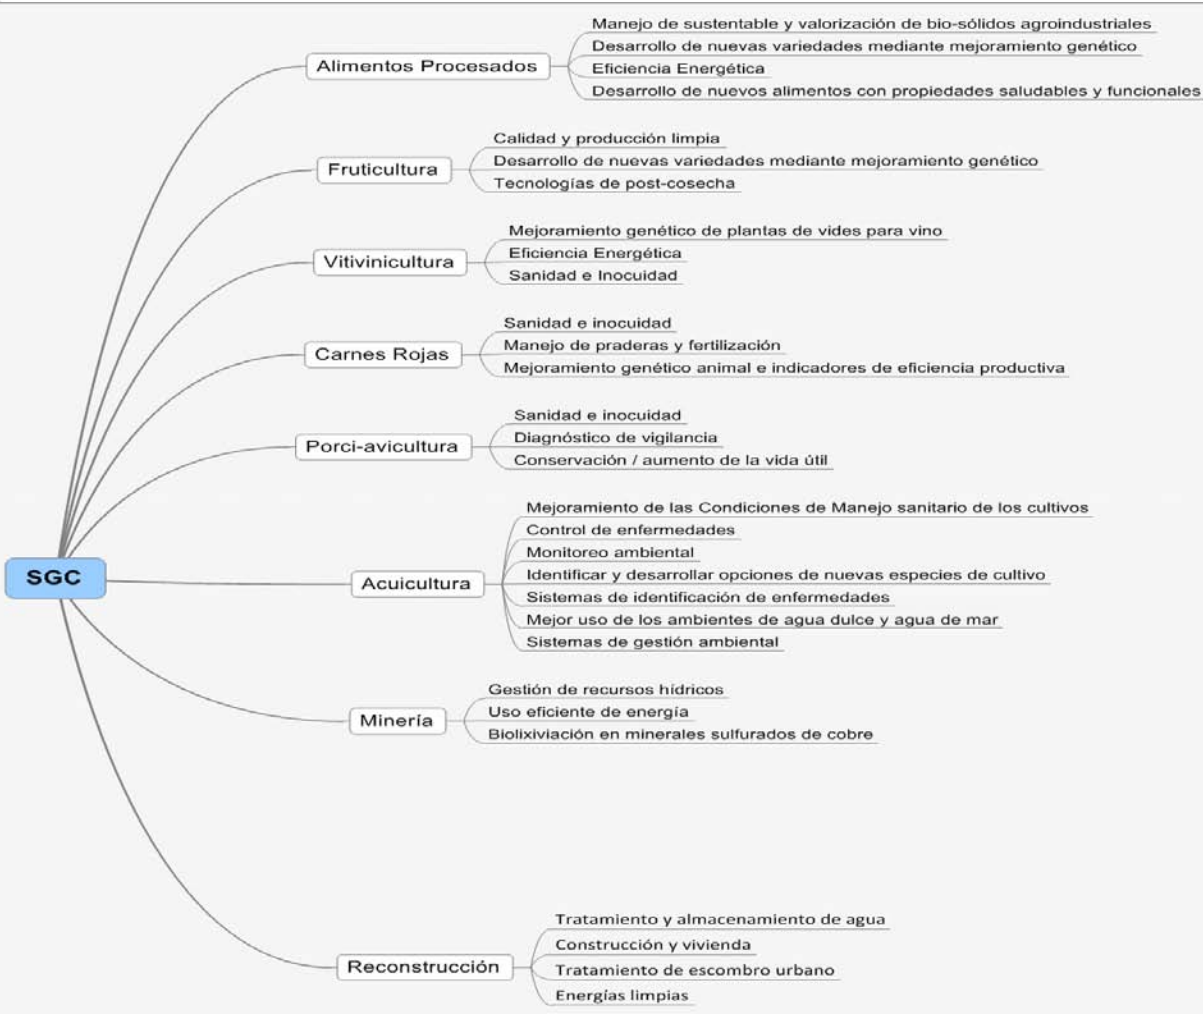 SGC
Alimentos Procesados
Manejo de sustentable y valorización de bio-sólidos agroindustriales
Desarrollo de nuevas variedades mediante mejoramiento genético
Eficiencia Energética
Desarrollo de nuevos alimentos con propiedades saludables y funcionales
Fruticultura
Calidad y producción limpia
Desarrollo de nuevas variedades mediante mejoramiento genético
Tecnologías de post-cosecha
Vitivinicultura
Mejoramiento genético de plantas de vides para vino
Eficiencia Energética
Sanidad e Inocuidad
Carnes Rojas
Sanidad e inocuidad
Manejo de praderas y fertilización
Mejoramiento genético animal e indicadores de eficiencia productiva
Porci-avicultura
Sanidad e inocuidad
Diagnóstico de vigilancia
Conservación / aumento de la vida útil
Acuicultura
Mejoramiento de las Condiciones de Manejo sanitario de los cultivos
Control de enfermedades
Monitoreo ambiental
Identificar y desarrollar opciones de nuevas especies de cultivo
Sistemas de identificación de enfermedades
Mejor uso de los ambientes de agua dulce y agua de mar
Sistemas de gestión ambiental
Minería
Gestión de recursos hídricos
Uso eficiente de energía
Biolixiviación en minerales sulfurados de cobre
Reconstrucción
Tratamiento y almacenamiento de agua
Construcción y vivienda
Tratamiento de escombro urbano
Energías limpias